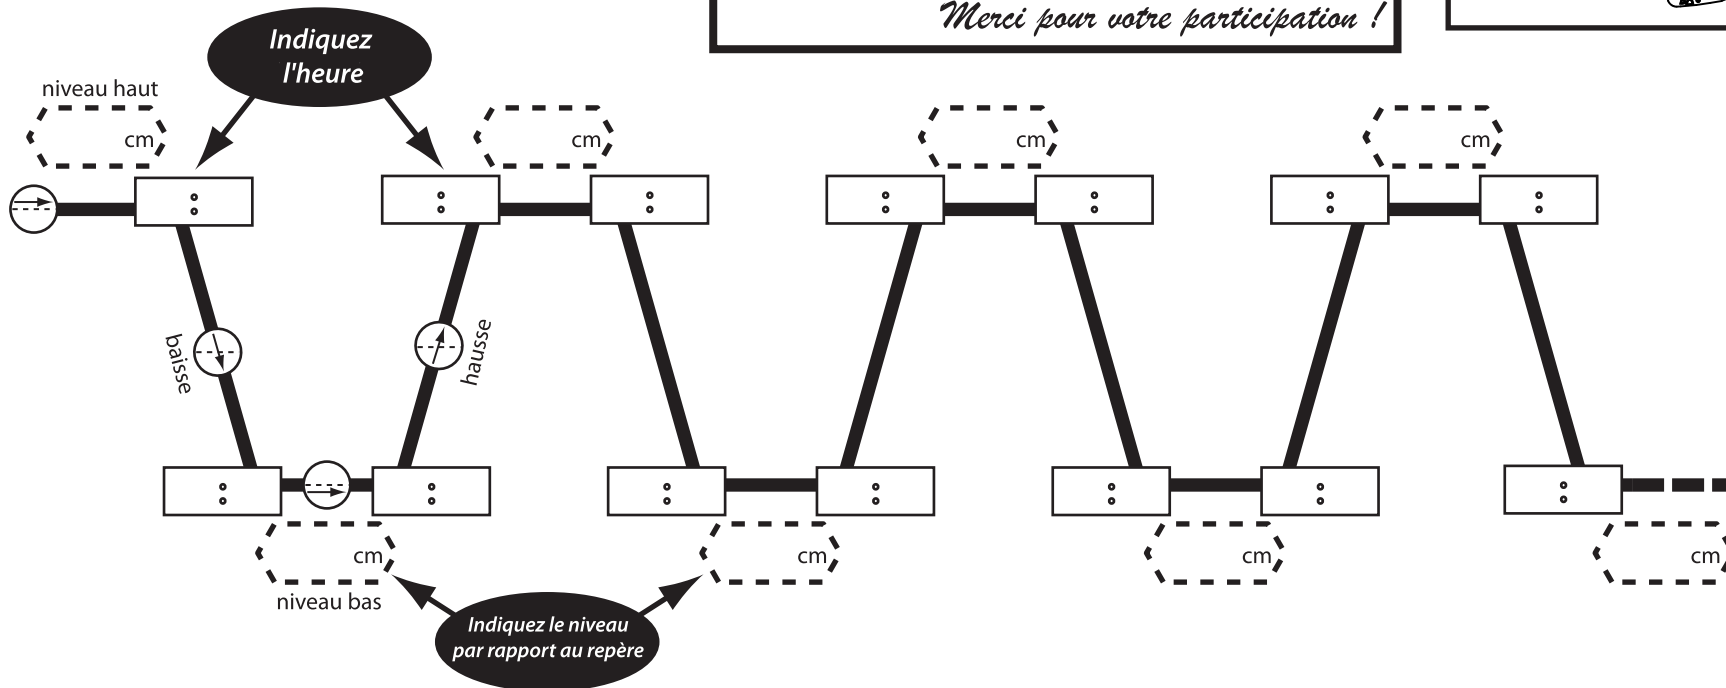 Merci pour votre participation !
Indiquez
l'heure
niveau haut
cm
cm
cm
cm
:
:
:
:
:
:
:
baisse
hausse
:
:
:
:
:
:
:
cm
cm
cm
cm
niveau bas
Indiquez le niveau
par rapport au repère